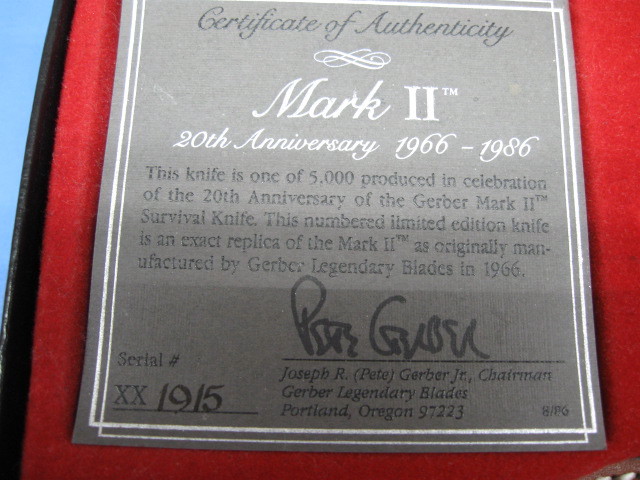 Certificate of Authenticity
Mark II™
20th Anniversary 1966 - 1986
This knife is one of 5,000 produced in celebration
of the 20th Anniversary of the Gerber Mark II™
Survival Knife. This numbered limited edition knife
is an exact replica of the Mark II™ as originally man-
ufactured by Gerber Legendary Blades in 1966.
Pete Gerber
Serial #
XX 1915
Joseph R. (Pete) Gerber Jr., Chairman
Gerber Legendary Blades
Portland, Oregon 97223
8/86